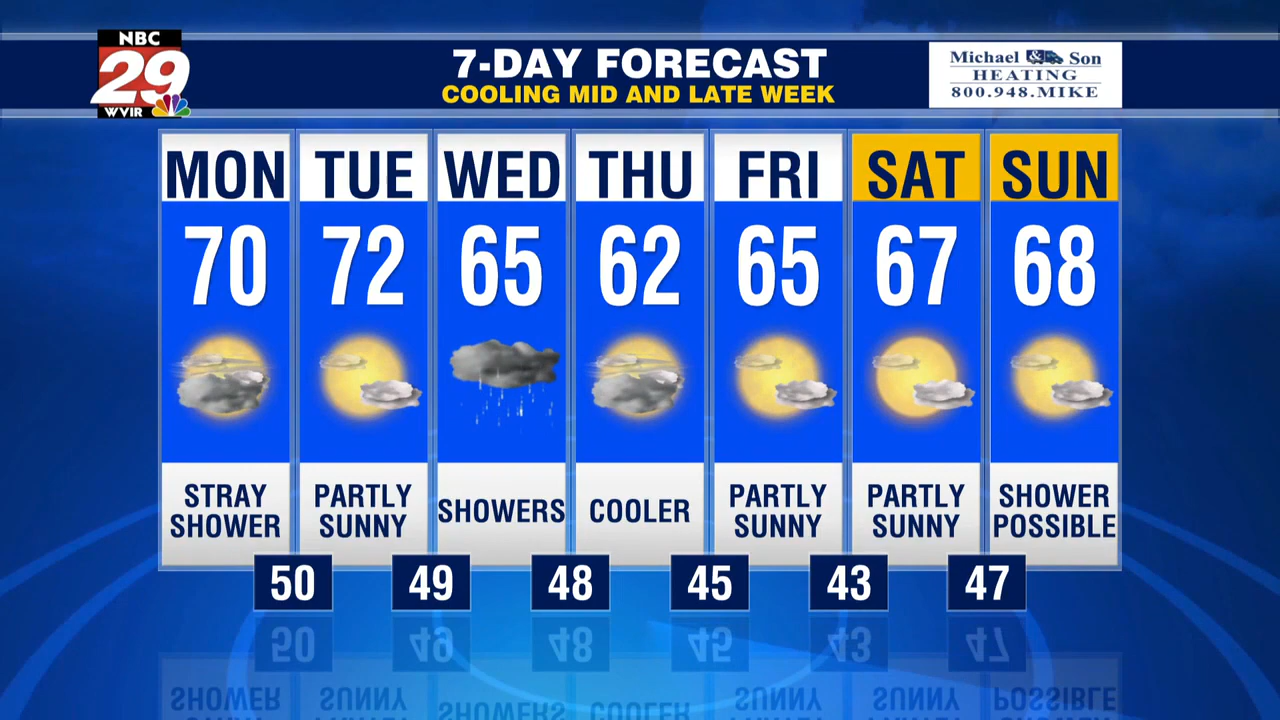 NBC
29
WVIR
7-DAY FORECAST
COOLING MID AND LATE WEEK
Michael & Son
HEATING
800.948.MIKE
MON TUE WED THU FRI SAT SUN
70 72 65 62 65 67 68
STRAY
SHOWER
PARTLY
SUNNY
SHOWERS
COOLER
PARTLY
SUNNY
PARTLY
SUNNY
SHOWER
POSSIBLE
50 49 48 45 43 47